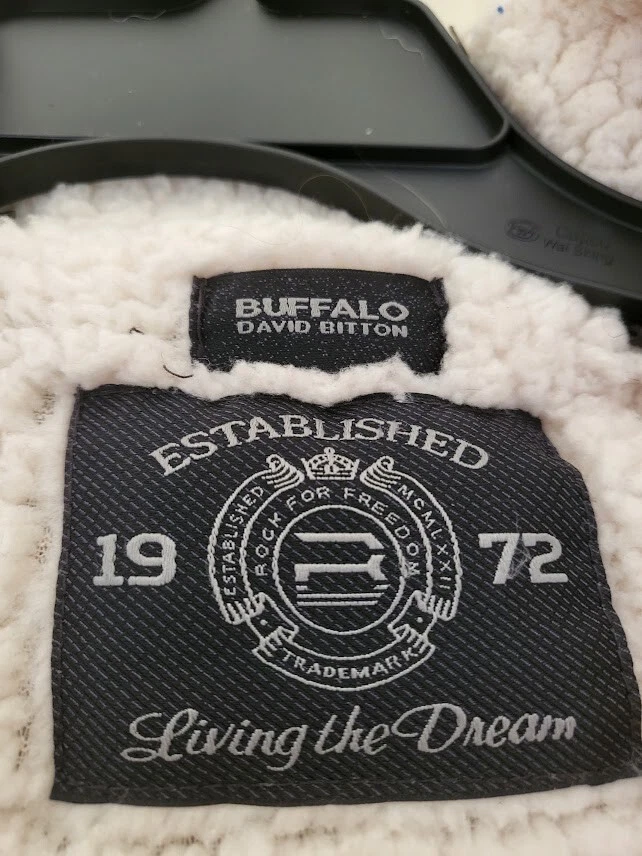 BUFFALO
DAVID BITTON
ESTABLISHED
19 72
ESTABLISHED MCMLXXII
ROCK FOR FREEDOM
B
TRADEMARK
Living the Dream